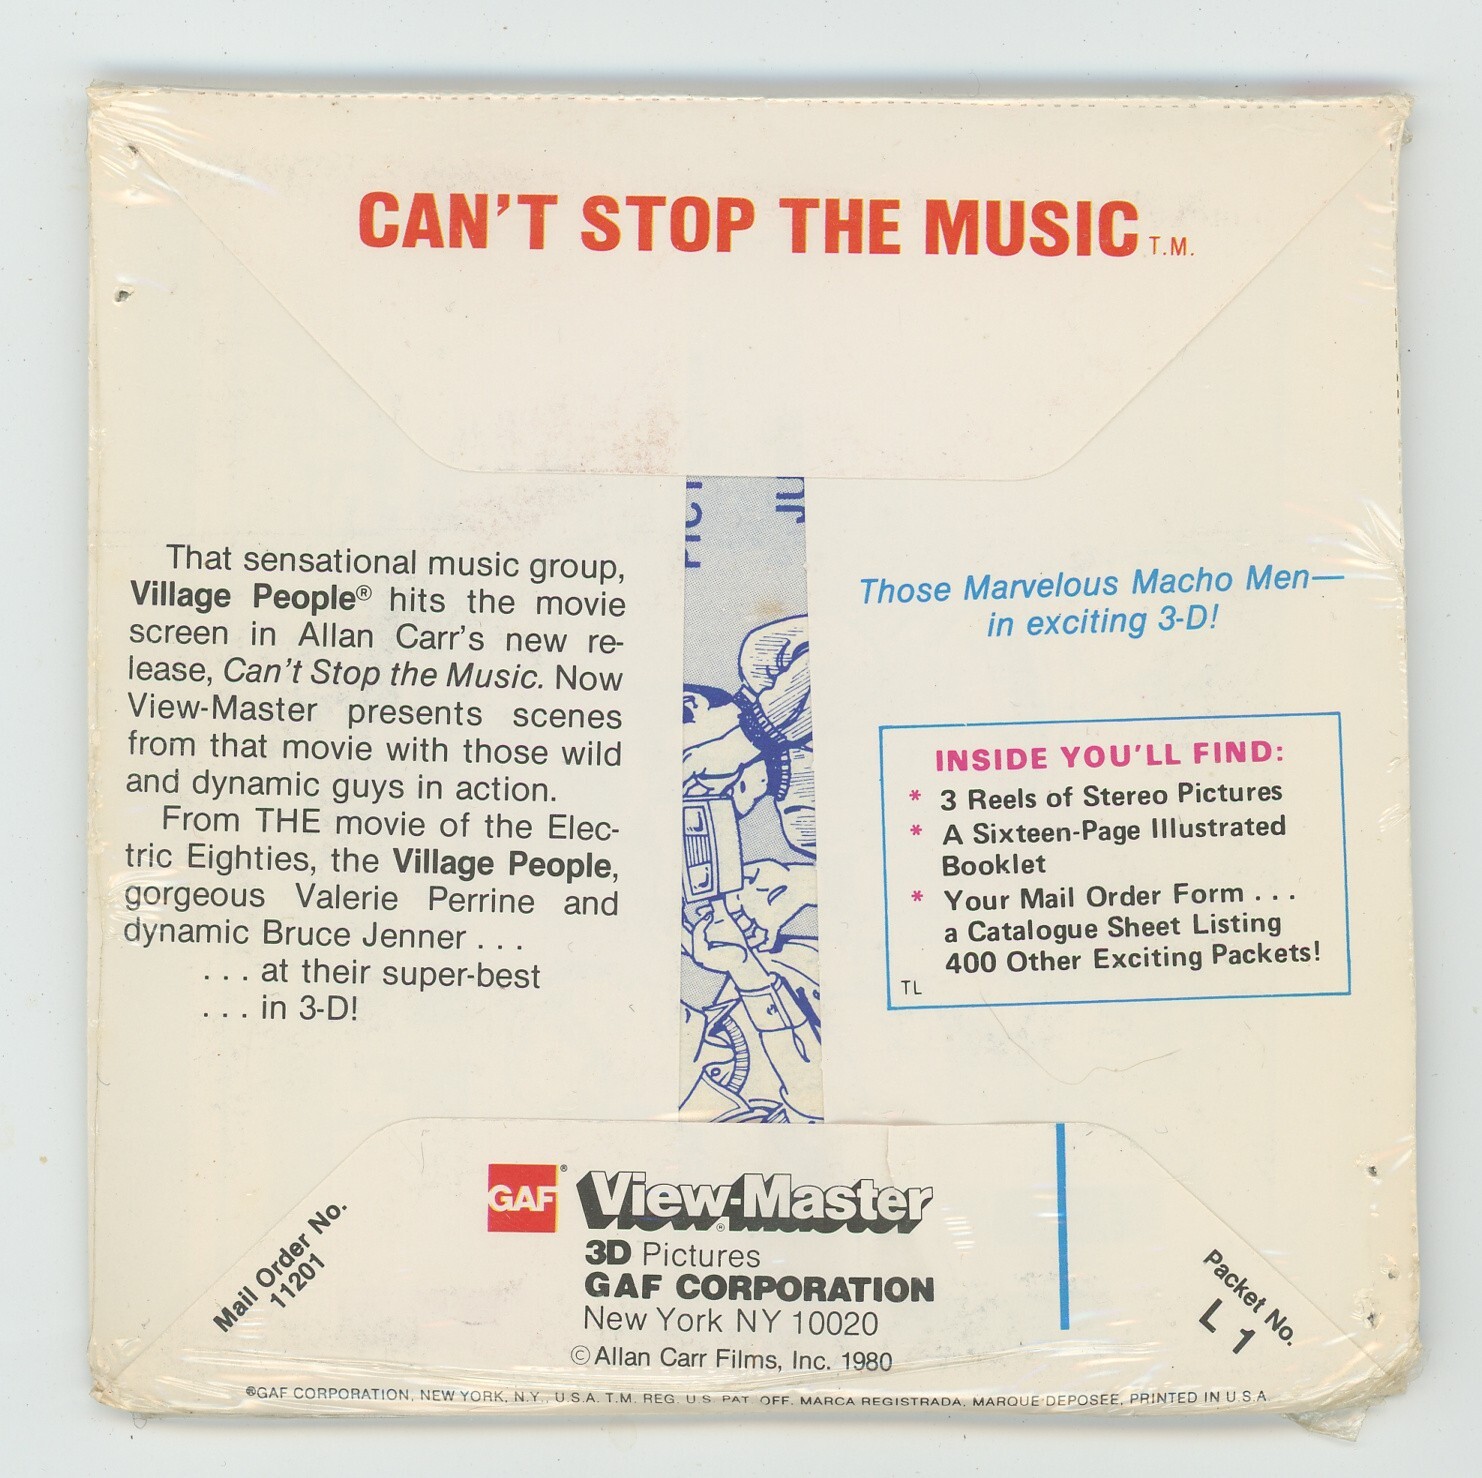 CAN'T STOP THE MUSIC T.M.
That sensational music group,
Village People® hits the movie
screen in Allan Carr's new re-
lease, Can't Stop the Music. Now
View-Master presents scenes
from that movie with those wild
and dynamic guys in action.
From THE movie of the Elec-
tric Eighties, the Village People,
gorgeous Valerie Perrine and
dynamic Bruce Jenner . . .
. . . at their super-best
. . . in 3-D!
PICT
JU
Those Marvelous Macho Men—
in exciting 3-D!
INSIDE YOU'LL FIND:
* 3 Reels of Stereo Pictures
* A Sixteen-Page Illustrated
Booklet
* Your Mail Order Form . . .
a Catalogue Sheet Listing
400 Other Exciting Packets!
TL
Mail Order No.
11201
GAF® View-Master®
3D Pictures
GAF CORPORATION
New York NY 10020
©Allan Carr Films, Inc. 1980
Packet No.
L 1
®GAF CORPORATION, NEW YORK, N.Y., U.S.A. T.M. REG. U.S. PAT. OFF. MARCA REGISTRADA, MARQUE DEPOSEE, PRINTED IN U.S.A.